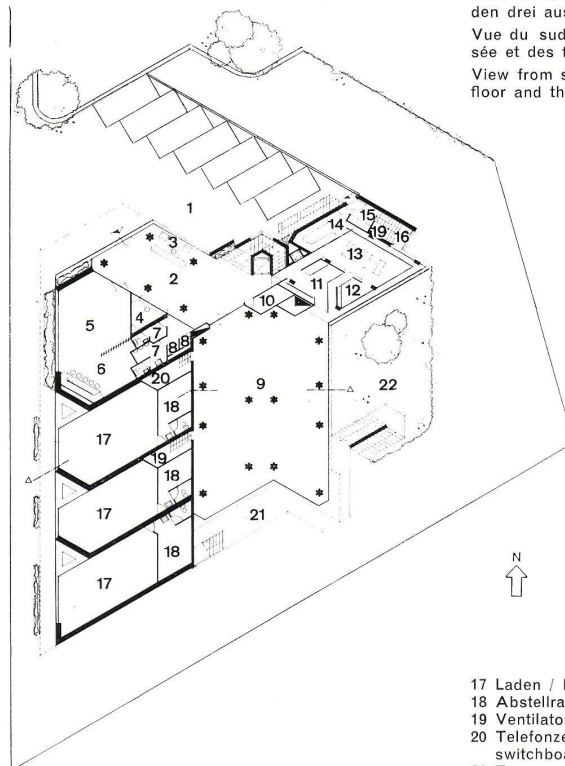 den drei aus
Vue du sud
sée et des t
View from s
floor and th
1
3
2
15
14
19
16
13
11
12
10
5
4
7
7
8
8
6
20
9
22
18
17
19
18
17
21
18
17
N
17 Laden /
18 Abstellra
19 Ventilato
20 Telefonze
switchboa